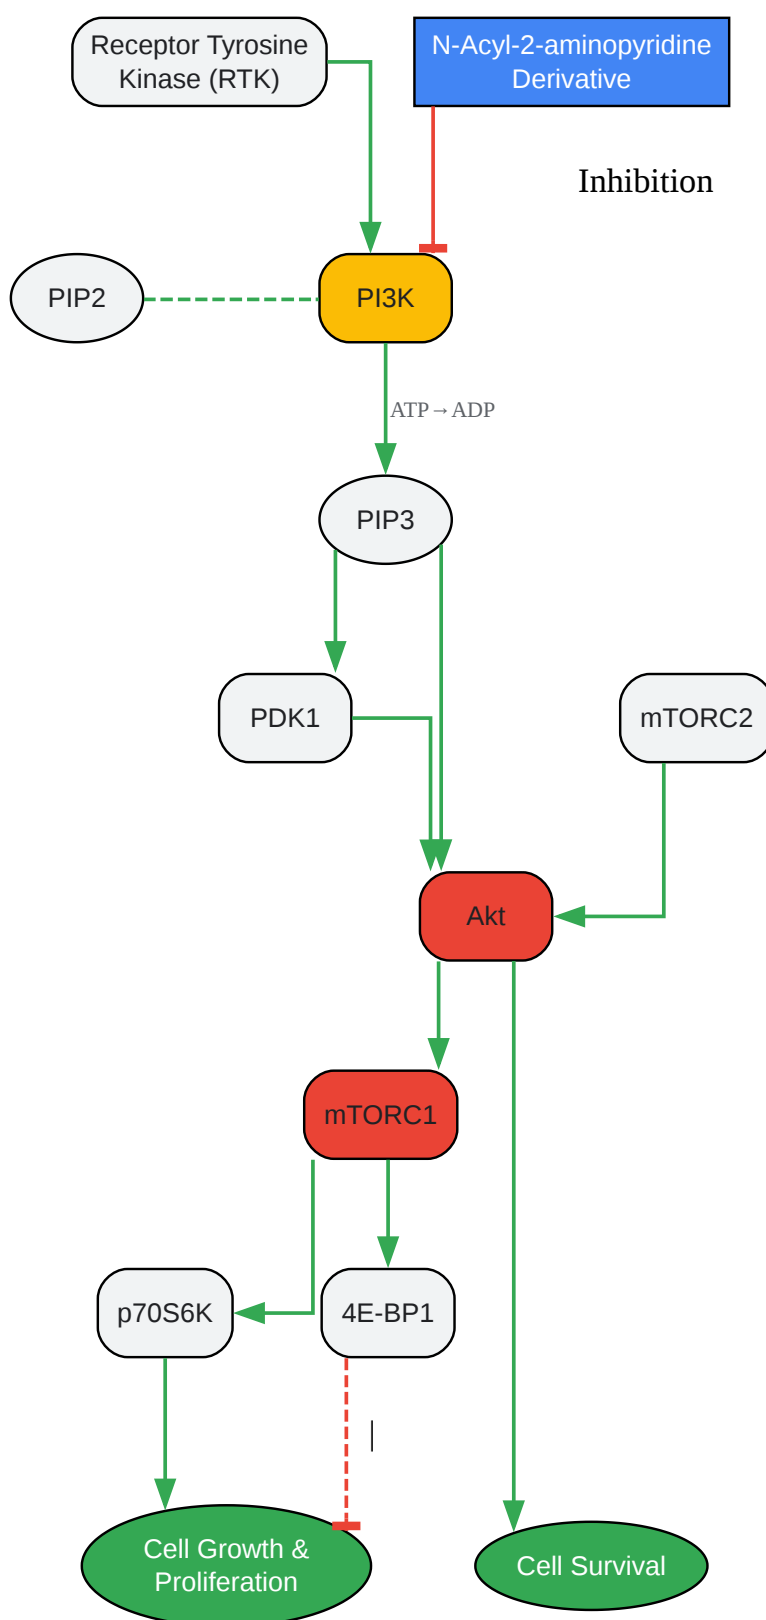 Receptor Tyrosine
Kinase (RTK)
N-Acyl-2-aminopyridine
Derivative
Inhibition
PIP2
PI3K
ATP→ADP
PIP3
PDK1
mTORC2
Akt
mTORC1
p70S6K
4E-BP1
|
Cell Growth &
Proliferation
Cell Survival